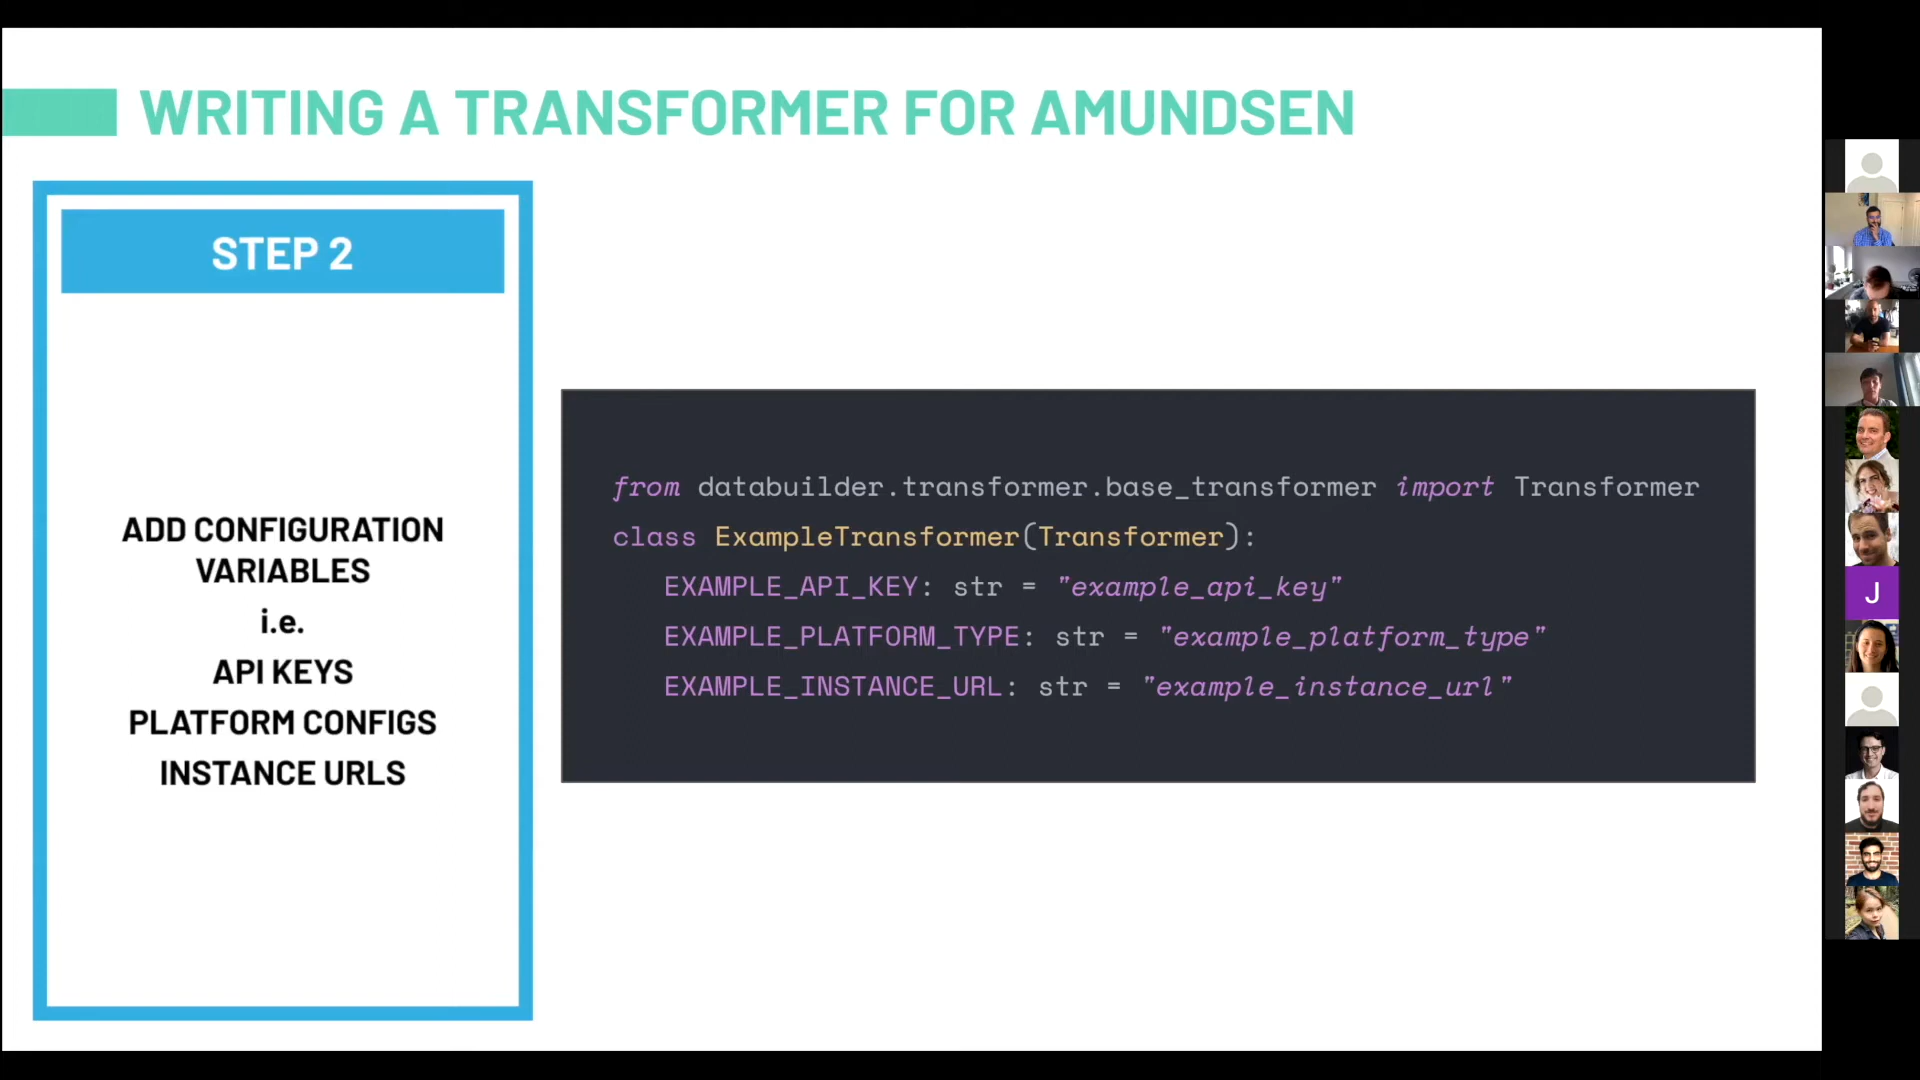 WRITING A TRANSFORMER FOR AMUNDSEN
STEP 2
ADD CONFIGURATION
VARIABLES
i.e.
API KEYS
PLATFORM CONFIGS
INSTANCE URLS
from databuilder.transformer.base_transformer import Transformer
class ExampleTransformer(Transformer):
EXAMPLE_API_KEY: str = "example_api_key"
EXAMPLE_PLATFORM_TYPE: str = "example_platform_type"
EXAMPLE_INSTANCE_URL: str = "example_instance_url"
J